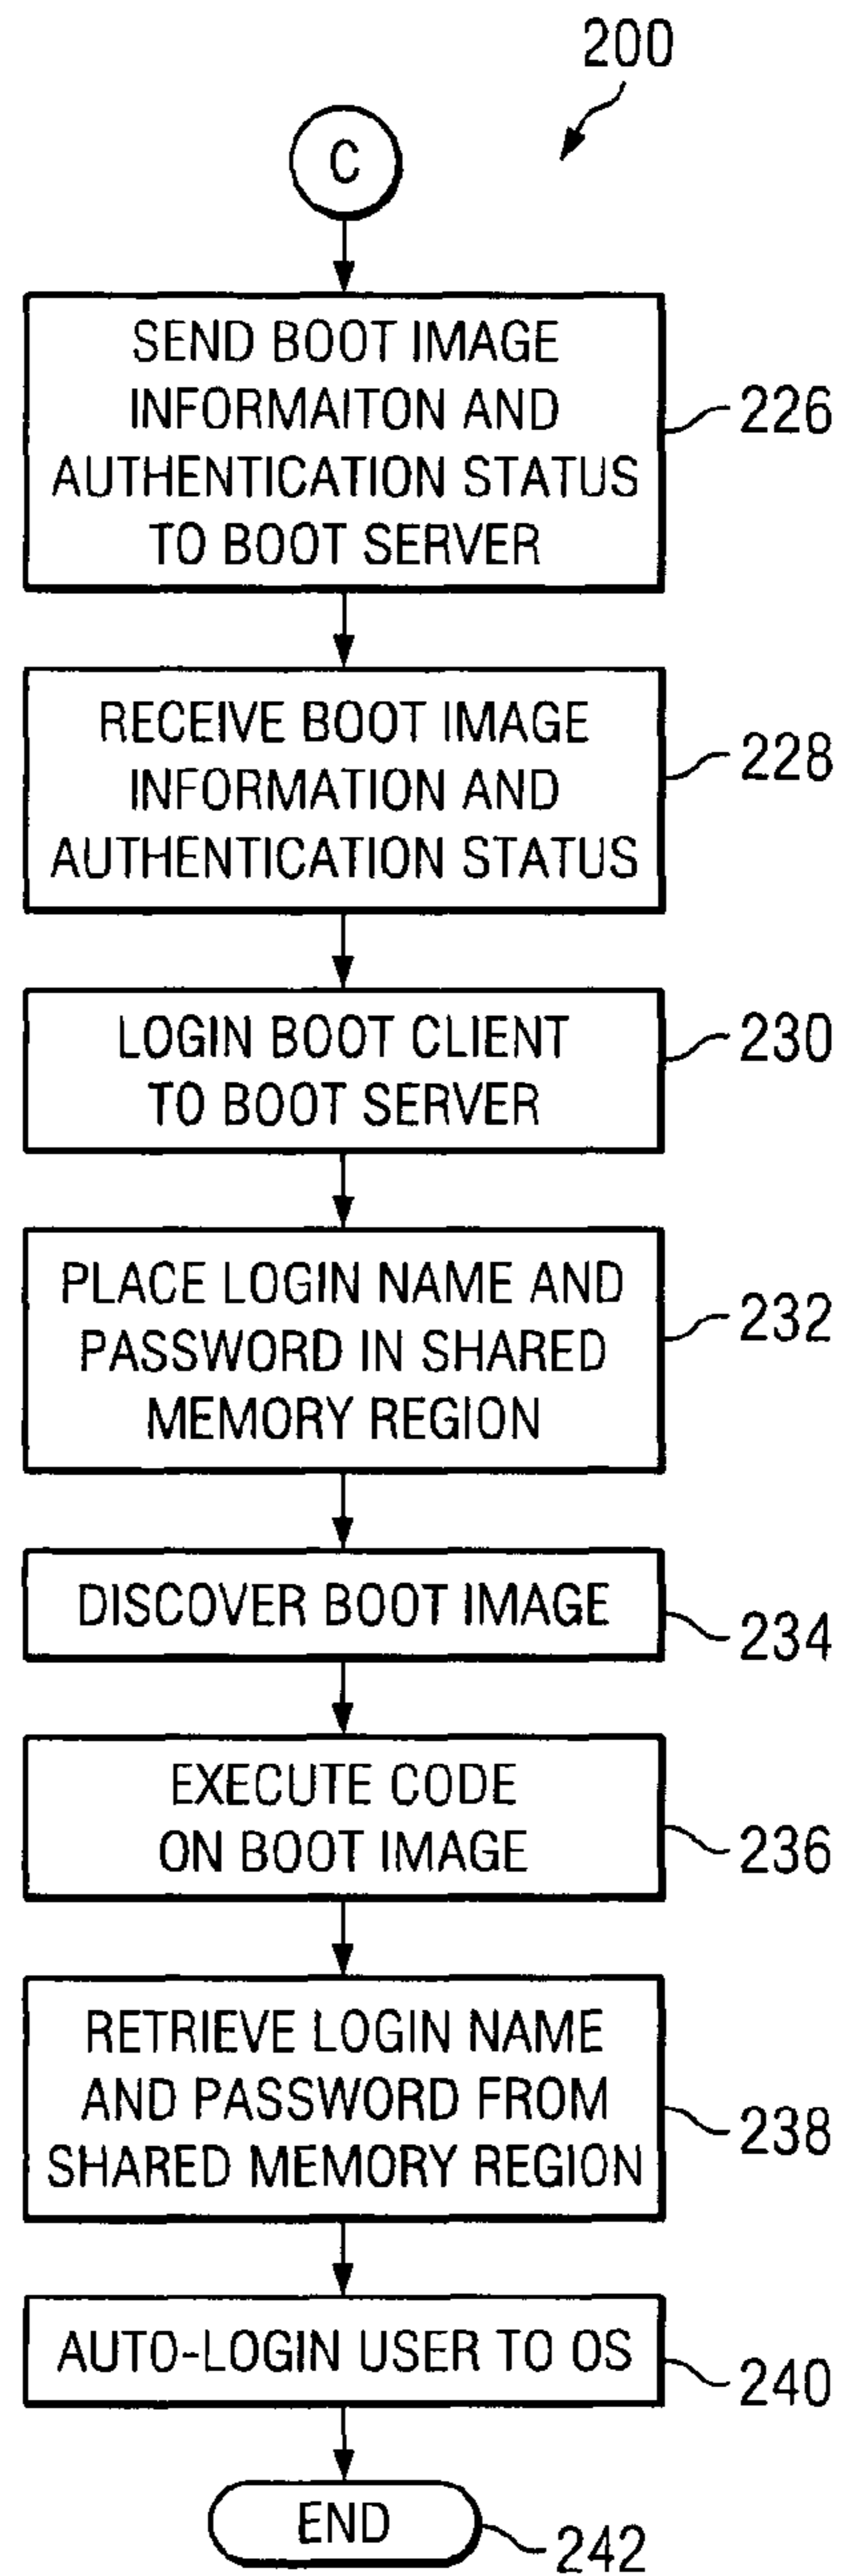 200
C
SEND BOOT IMAGE
INFORMAITON AND
AUTHENTICATION STATUS
TO BOOT SERVER
226
RECEIVE BOOT IMAGE
INFORMATION AND
AUTHENTICATION STATUS
228
LOGIN BOOT CLIENT
TO BOOT SERVER
230
PLACE LOGIN NAME AND
PASSWORD IN SHARED
MEMORY REGION
232
DISCOVER BOOT IMAGE
234
EXECUTE CODE
ON BOOT IMAGE
236
RETRIEVE LOGIN NAME
AND PASSWORD FROM
SHARED MEMORY REGION
238
AUTO-LOGIN USER TO OS
240
END
242